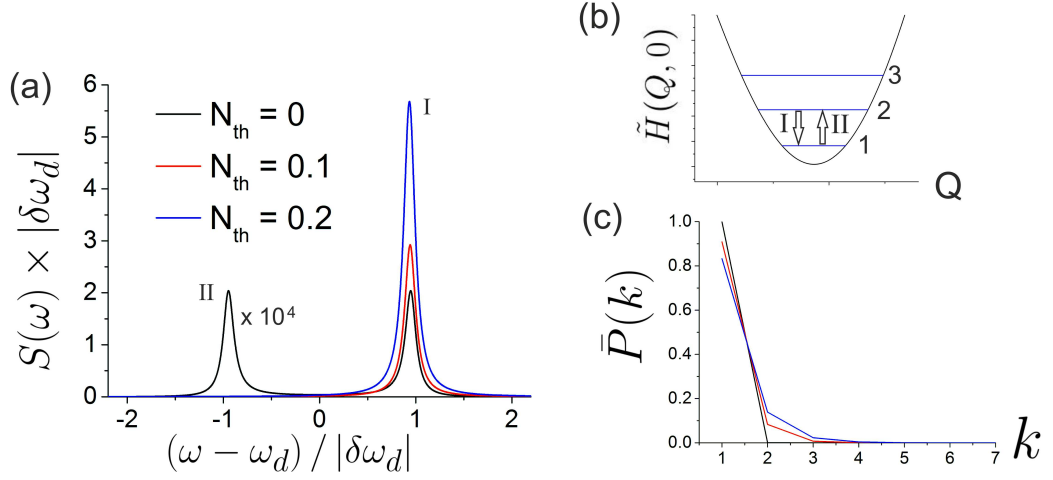 (a)
6
5
4
3
2
1
0
S(ω) × |δω_d|
N_th = 0
N_th = 0.1
N_th = 0.2
I
II
x 10⁴
-2 -1 0 1 2
(ω − ω_d) / |δω_d|
(b)
H̃(Q, 0)
3
2
1
I II
Q
(c)
1.0
0.8
0.6
0.4
0.2
0.0
P̄(k)
1 2 3 4 5 6 7
k